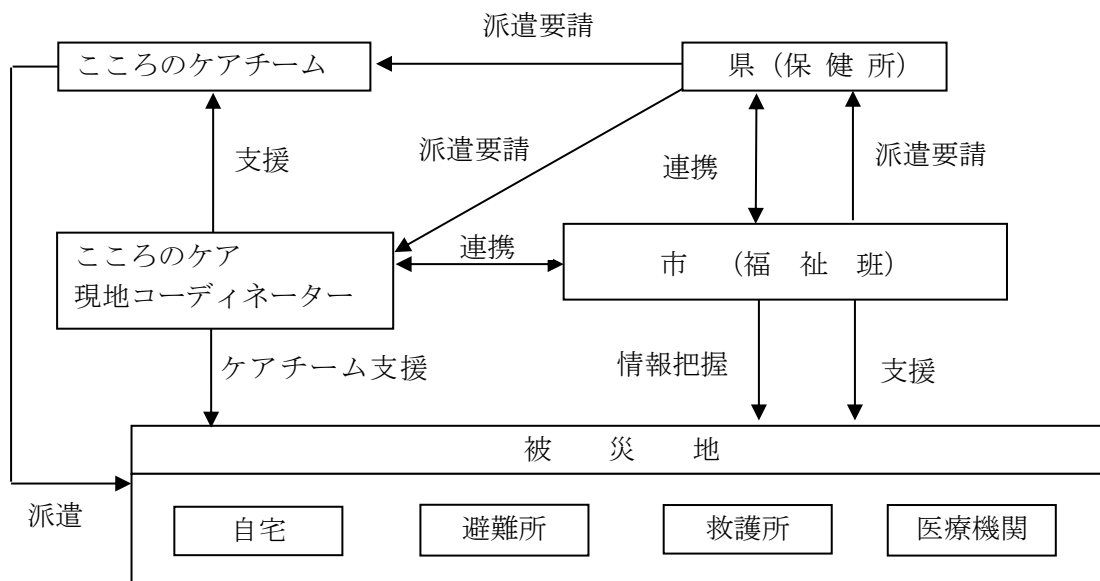 派遣要請
こころのケアチーム
県（保 健 所）
支援
派遣要請
連携
派遣要請
こころのケア
現地コーディネーター
連携
市　（福　祉　班）
ケアチーム支援
情報把握
支援
被　災　地
派遣
自宅
避難所
救護所
医療機関